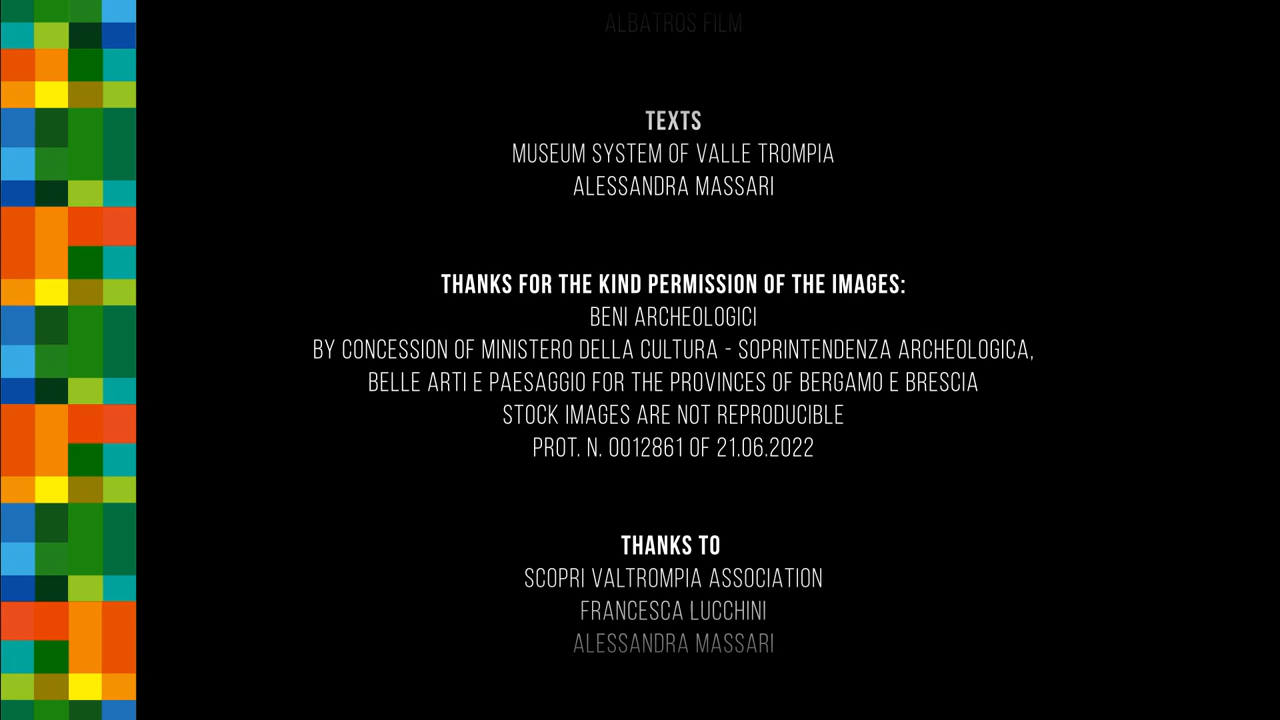 ALBATROS FILM
TEXTS
MUSEUM SYSTEM OF VALLE TROMPIA
ALESSANDRA MASSARI
THANKS FOR THE KIND PERMISSION OF THE IMAGES:
BENI ARCHEOLOGICI
BY CONCESSION OF MINISTERO DELLA CULTURA - SOPRINTENDENZA ARCHEOLOGICA,
BELLE ARTI E PAESAGGIO FOR THE PROVINCES OF BERGAMO E BRESCIA
STOCK IMAGES ARE NOT REPRODUCIBLE
PROT. N. 0012861 OF 21.06.2022
THANKS TO
SCOPRI VALTROMPIA ASSOCIATION
FRANCESCA LUCCHINI
ALESSANDRA MASSARI